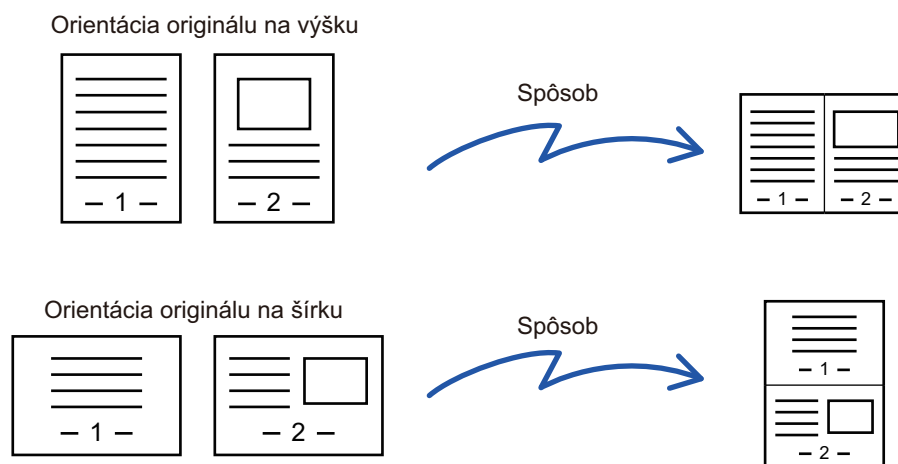 Orientácia originálu na výšku
Spôsob
– 1 –
– 2 –
– 1 –
– 2 –
Orientácia originálu na šírku
Spôsob
– 1 –
– 2 –
– 1 –
– 2 –